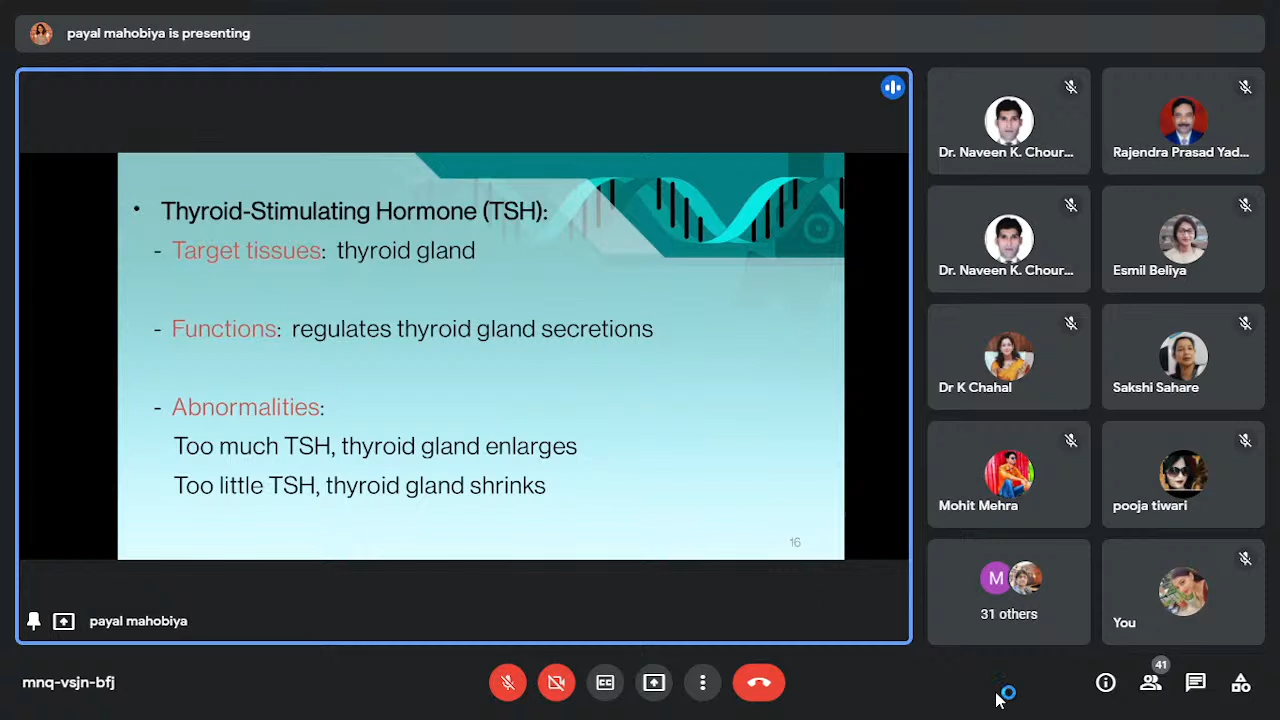 payal mahobiya is presenting
• Thyroid-Stimulating Hormone (TSH):
- Target tissues: thyroid gland
- Functions: regulates thyroid gland secretions
- Abnormalities:
Too much TSH, thyroid gland enlarges
Too little TSH, thyroid gland shrinks
16
payal mahobiya
Dr. Naveen K. Chour...
Rajendra Prasad Yad...
Dr. Naveen K. Chour...
Esmil Beliya
Dr K Chahal
Sakshi Sahare
Mohit Mehra
pooja tiwari
M
31 others
You
mnq-vsjn-bfj
CC
41